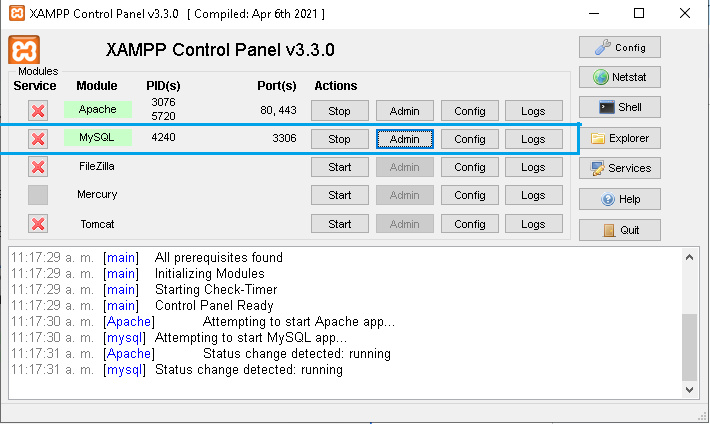 XAMPP Control Panel v3.3.0 [ Compiled: Apr 6th 2021 ]
XAMPP Control Panel v3.3.0
Config
Modules
Service Module PID(s) Port(s) Actions
Netstat
Apache 3076 5720 80, 443 Stop Admin Config Logs
Shell
MySQL 4240 3306 Stop Admin Config Logs
Explorer
FileZilla Start Admin Config Logs
Services
Mercury Start Admin Config Logs
Help
Tomcat Start Admin Config Logs
Quit
11:17:29 a. m. [main] All prerequisites found
11:17:29 a. m. [main] Initializing Modules
11:17:29 a. m. [main] Starting Check-Timer
11:17:29 a. m. [main] Control Panel Ready
11:17:30 a. m. [Apache] Attempting to start Apache app...
11:17:30 a. m. [mysql] Attempting to start MySQL app...
11:17:31 a. m. [Apache] Status change detected: running
11:17:31 a. m. [mysql] Status change detected: running